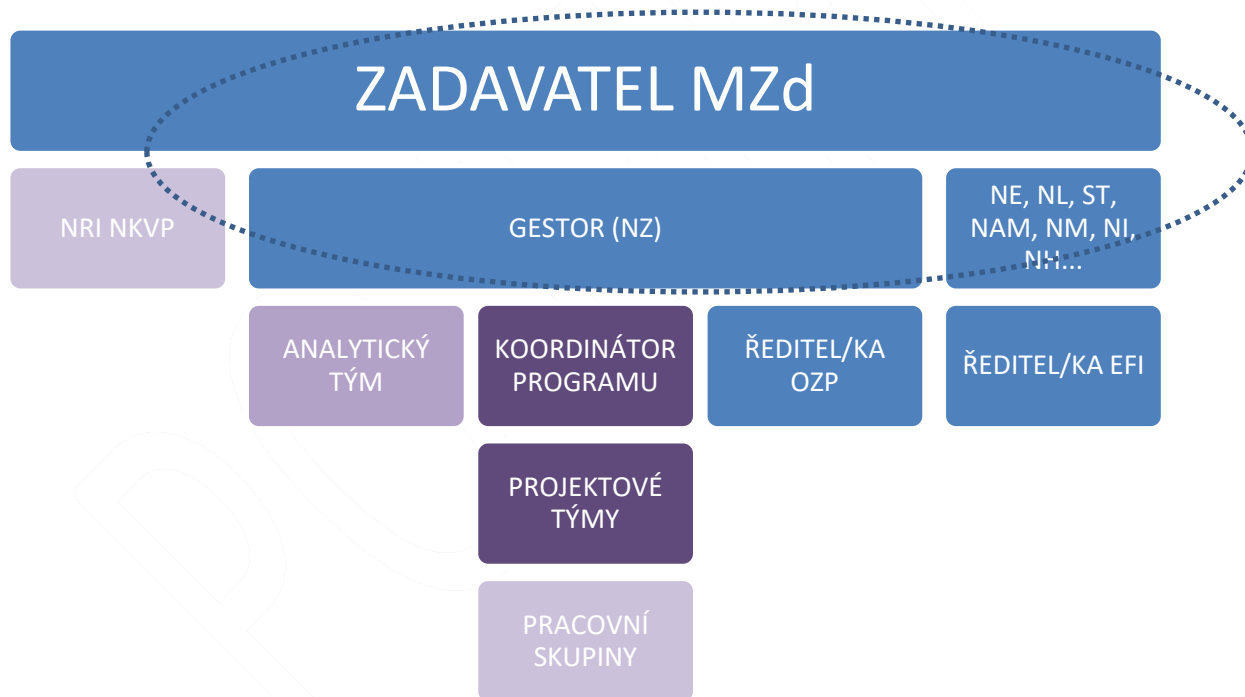 ZADAVATEL MZd
NRI NKVP
GESTOR (NZ)
NE, NL, ST,
NAM, NM, NI,
NH...
ANALYTICKÝ
TÝM
KOORDINÁTOR
PROGRAMU
ŘEDITEL/KA
OZP
ŘEDITEL/KA EFI
PROJEKTOVÉ
TÝMY
PRACOVNÍ
SKUPINY